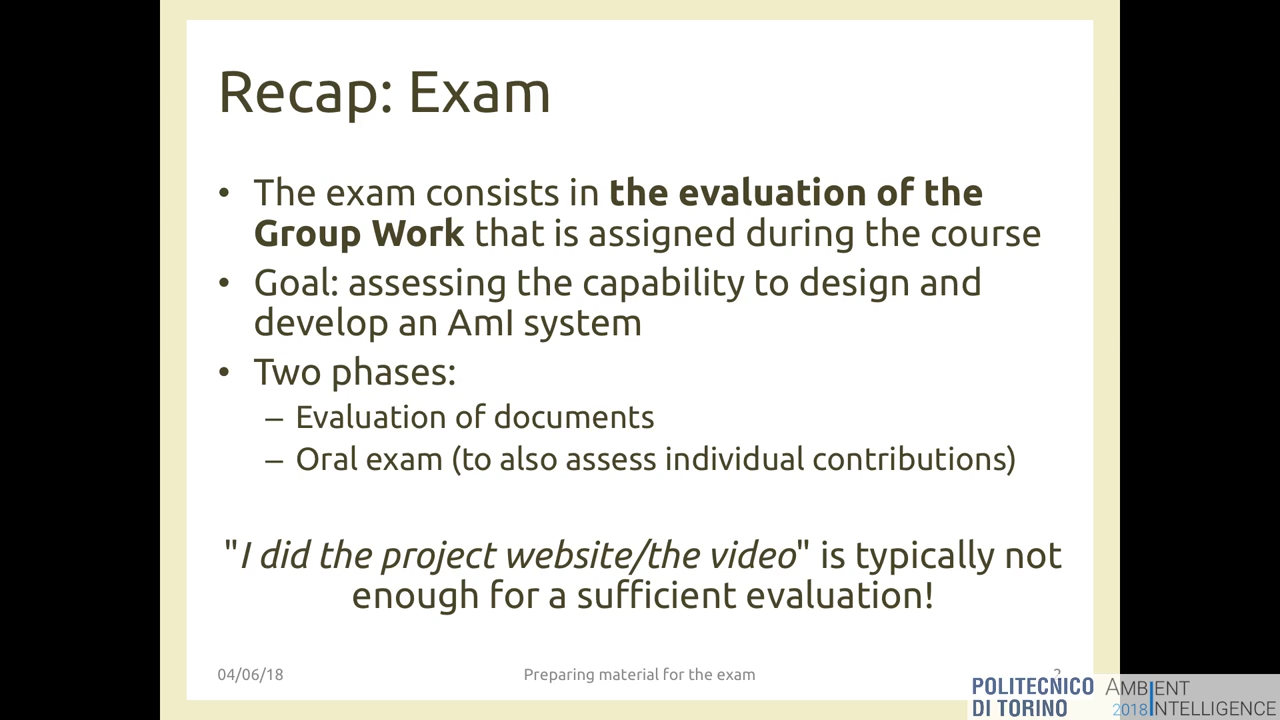 Recap: Exam
• The exam consists in the evaluation of the
Group Work that is assigned during the course
• Goal: assessing the capability to design and
develop an AmI system
• Two phases:
– Evaluation of documents
– Oral exam (to also assess individual contributions)
"I did the project website/the video" is typically not
enough for a sufficient evaluation!
04/06/18
Preparing material for the exam
POLITECNICO
DI TORINO
AMBIENT
2018 INTELLIGENCE